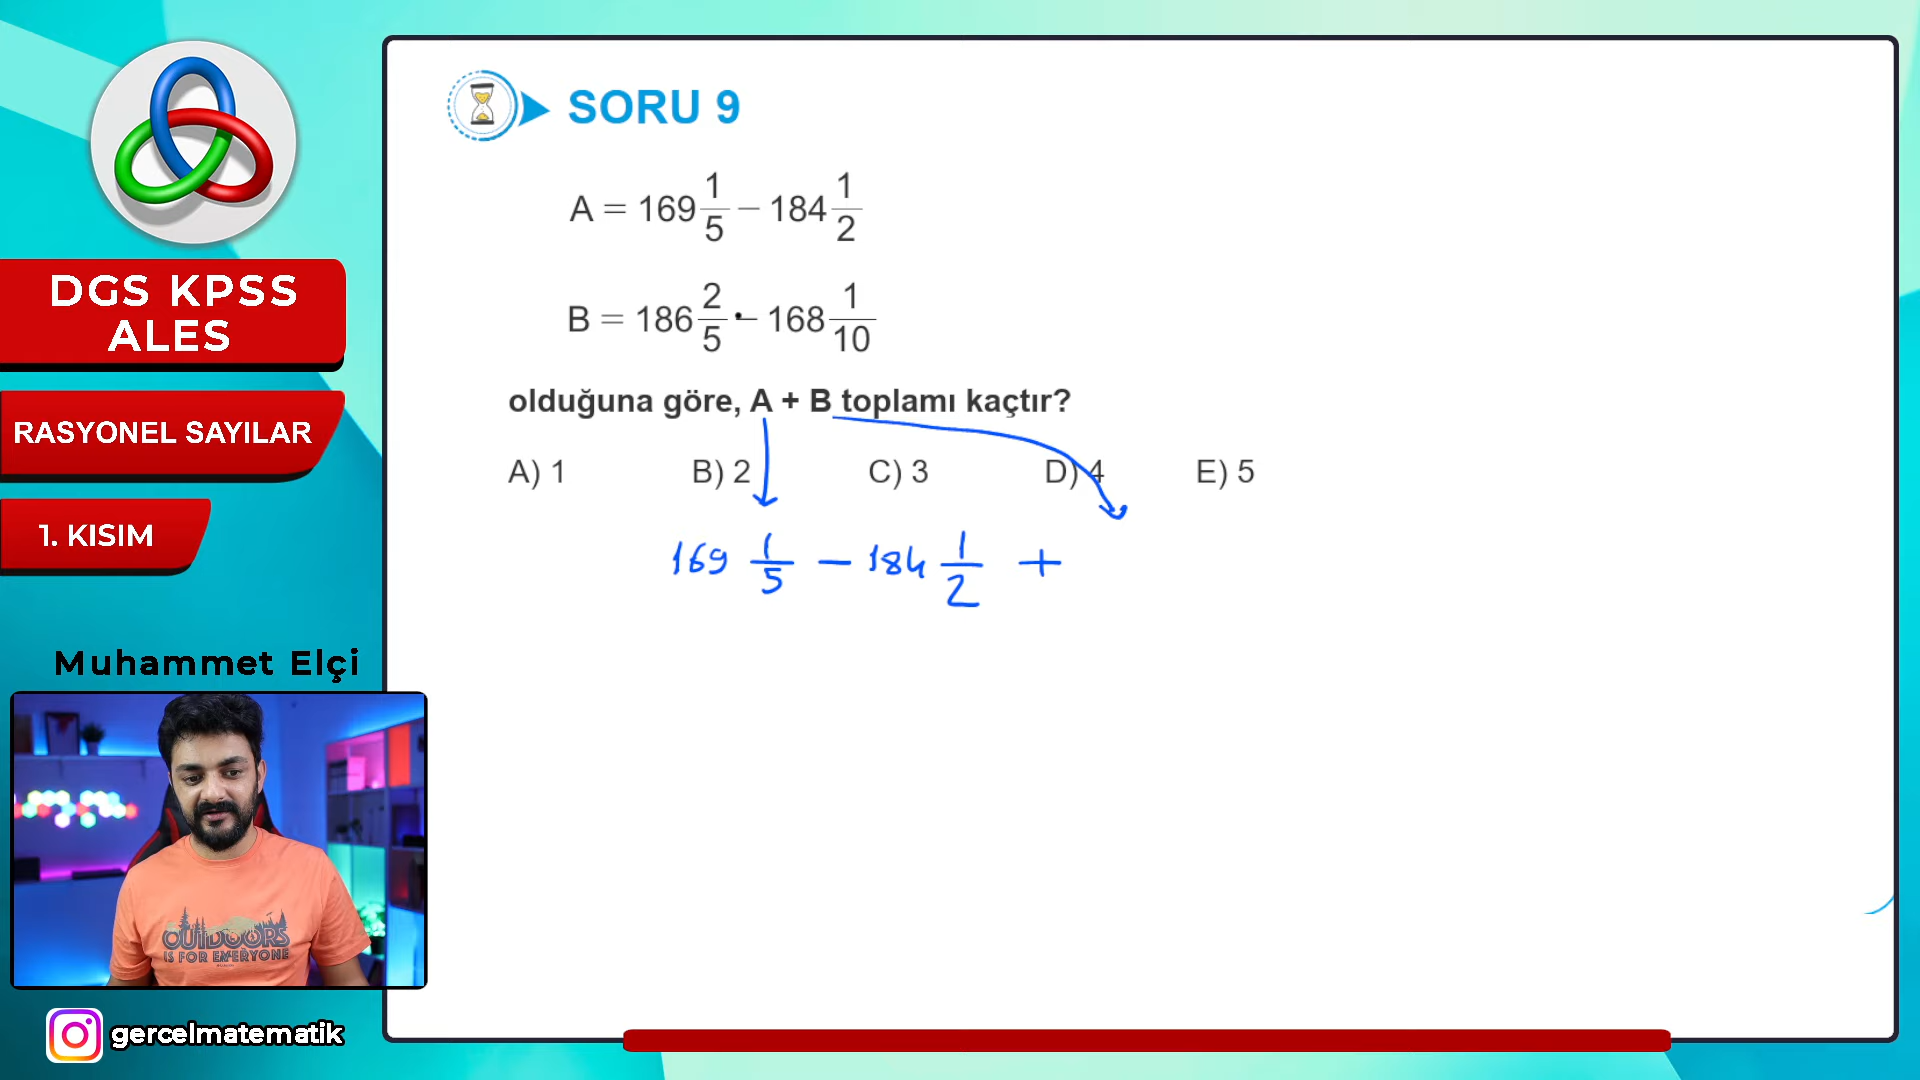 SORU 9
A = 169 1/5 − 184 1/2
B = 186 2/5 − 168 1/10
olduğuna göre, A + B toplamı kaçtır?
A) 1 B) 2 C) 3 D) 4 E) 5
169 1/5 − 184 1/2 +
DGS KPSS
ALES
RASYONEL SAYILAR
1. KISIM
Muhammet Elçi
OUTDOORS
IS FOR EVERYONE
gercelmatematik